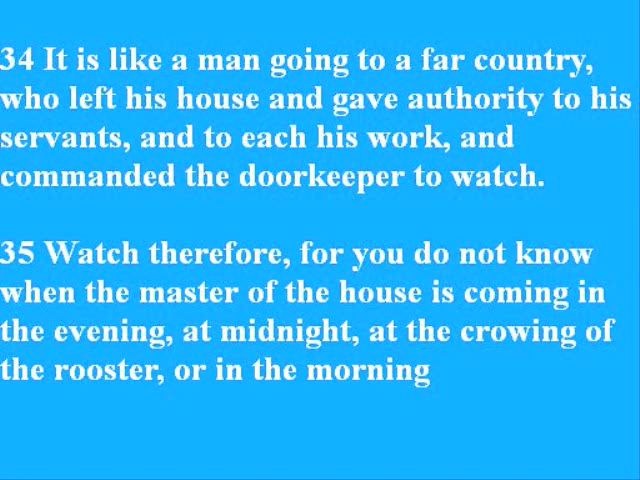 34 It is like a man going to a far country,
who left his house and gave authority to his
servants, and to each his work, and
commanded the doorkeeper to watch.
35 Watch therefore, for you do not know
when the master of the house is coming in
the evening, at midnight, at the crowing of
the rooster, or in the morning